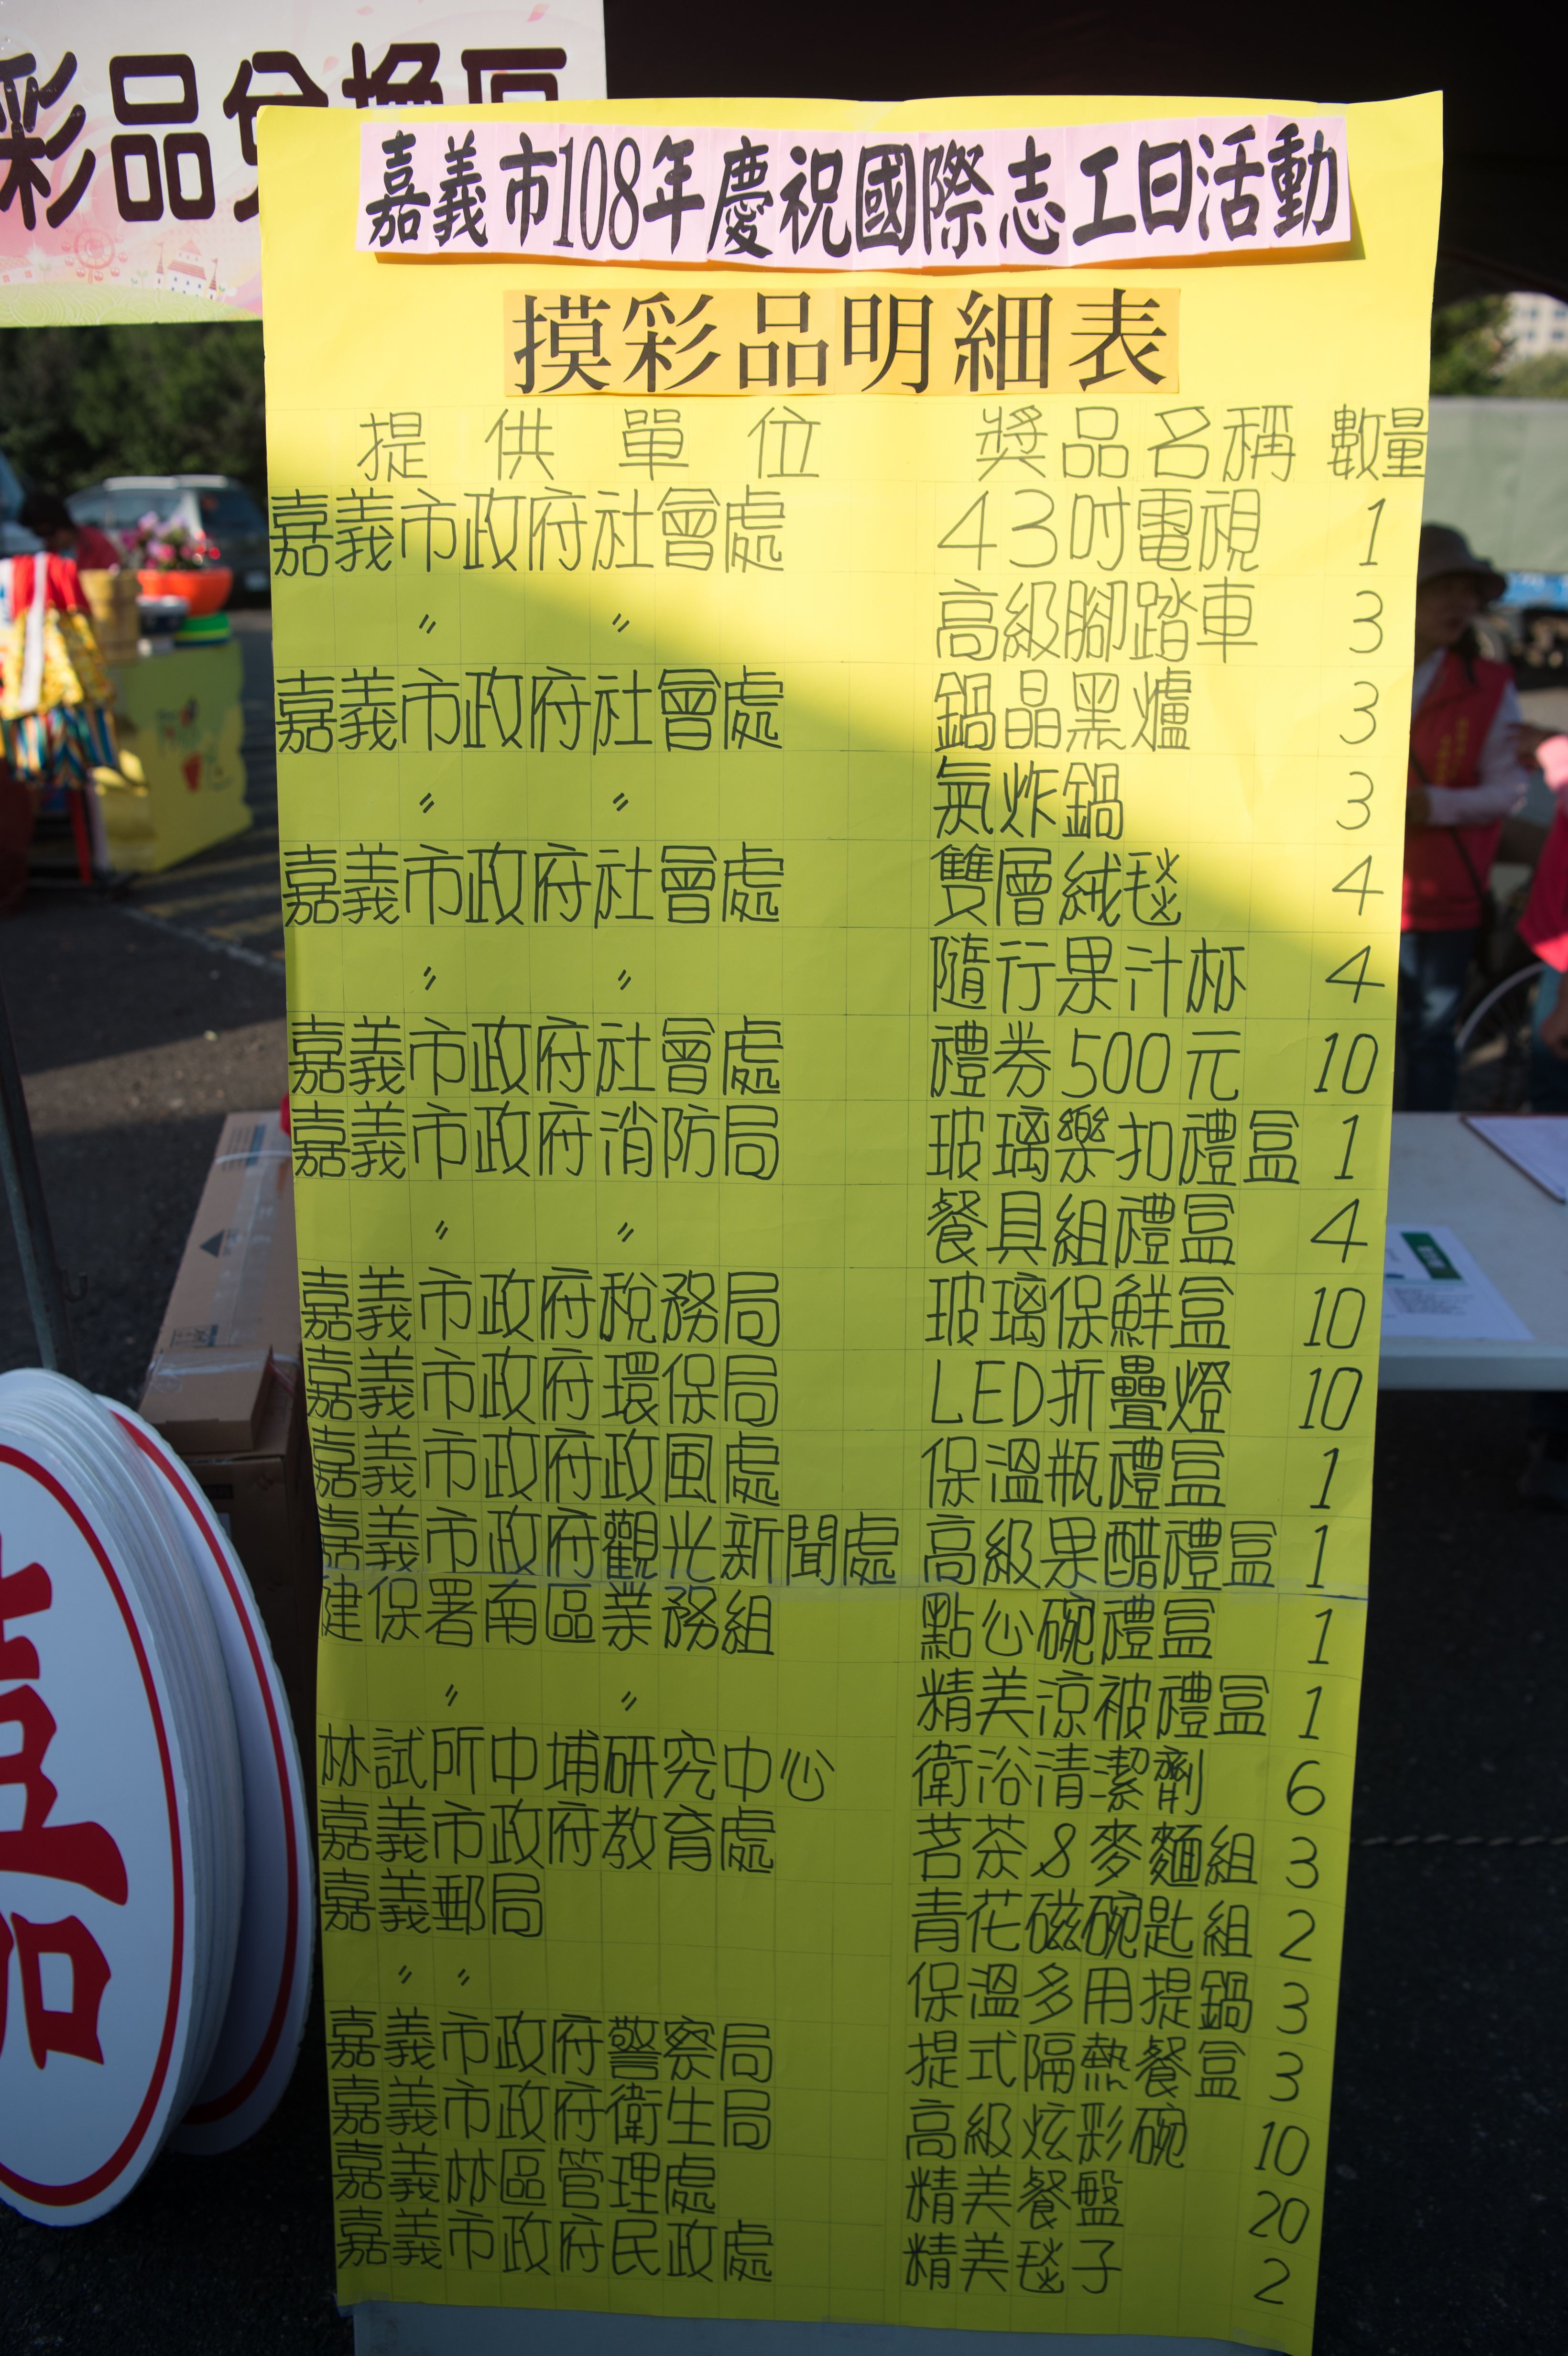 彩品兌換區
嘉義市108年慶祝國際志工日活動
摸彩品明細表
提供單位 獎品名稱 數量
嘉義市政府社會處 43吋電視 1
〃 〃 高級腳踏車 3
嘉義市政府社會處 鍋晶黑爐 3
〃 〃 氣炸鍋 3
嘉義市政府社會處 雙層絨毯 4
〃 〃 隨行果汁杯 4
嘉義市政府社會處 禮券500元 10
嘉義市政府消防局 玻璃樂扣禮盒 1
〃 〃 餐具組禮盒 4
嘉義市政府稅務局 玻璃保鮮盒 10
嘉義市政府環保局 LED折疊燈 10
嘉義市政府政風處 保溫瓶禮盒 1
嘉義市政府觀光新聞處 高級果醋禮盒 1
健保署南區業務組 點心碗禮盒 1
〃 〃 精美涼被禮盒 1
林試所中埔研究中心 衛浴清潔劑 6
嘉義市政府教育處 茗茶&麥麵組 3
嘉義郵局 青花磁碗匙組 2
〃 〃 保溫多用提鍋 3
嘉義市政府警察局 提式隔熱餐盒 3
嘉義市政府衛生局 高級炫彩碗 10
嘉義林區管理處 精美餐盤 20
嘉義市政府民政處 精美毯子 2
嘉